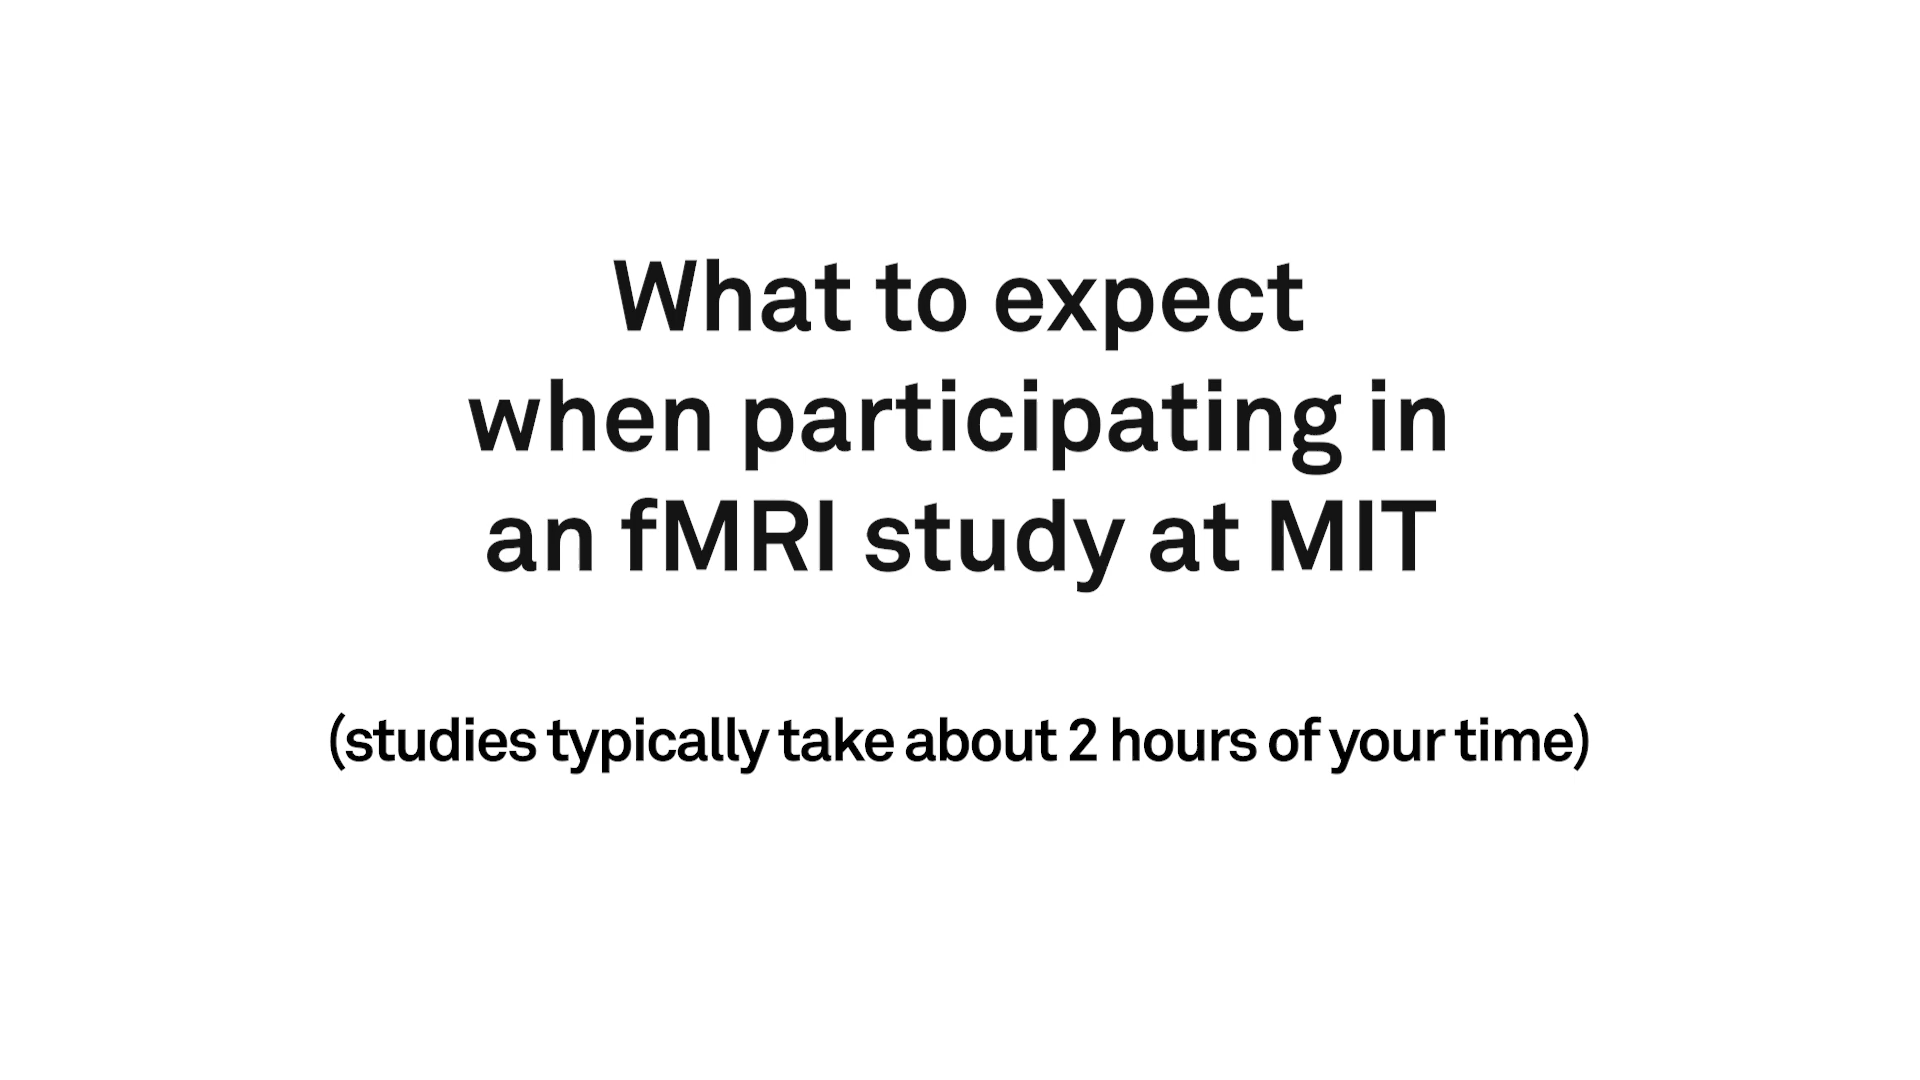 What to expect
when participating in
an fMRI study at MIT
(studies typically take about 2 hours of your time)